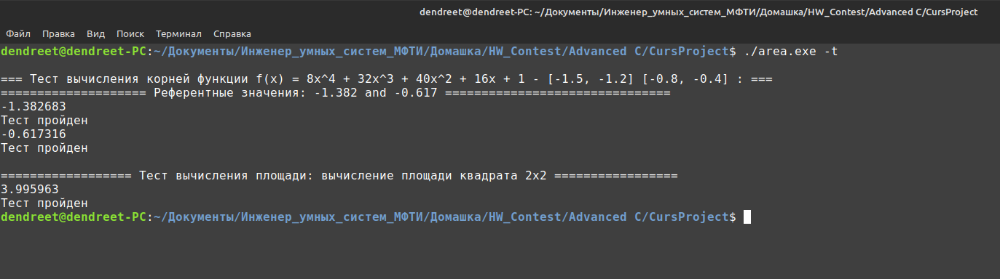 dendreet@dendreet-PC: ~/Документы/Инженер_умных_систем_МФТИ/Домашка/HW_Contest/Advanced C/CursProject
Файл Правка Вид Поиск Терминал Справка
dendreet@dendreet-PC:~/Документы/Инженер_умных_систем_МФТИ/Домашка/HW_Contest/Advanced C/CursProject$ ./area.exe -t
=== Тест вычисления корней функции f(x) = 8x^4 + 32x^3 + 40x^2 + 16x + 1 - [-1.5, -1.2] [-0.8, -0.4] : ===
==================== Референтные значения: -1.382 and -0.617 ===============================
-1.382683
Тест пройден
-0.617316
Тест пройден
================== Тест вычисления площади: вычисление площади квадрата 2x2 =================
3.995963
Тест пройден
dendreet@dendreet-PC:~/Документы/Инженер_умных_систем_МФТИ/Домашка/HW_Contest/Advanced C/CursProject$